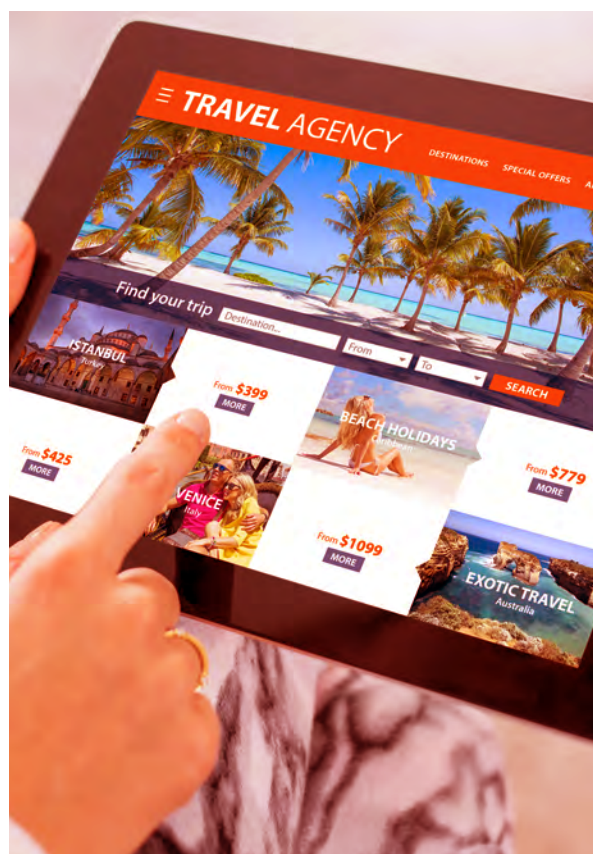 TRAVEL AGENCY
DESTINATIONS SPECIAL OFFERS
Find your trip Destination... From To SEARCH
ISTANBUL
Turkey
From $399
MORE
BEACH HOLIDAYS
Caribbean
From $779
MORE
From $425
MORE
VENICE
Italy
From $1099
MORE
EXOTIC TRAVEL
Australia